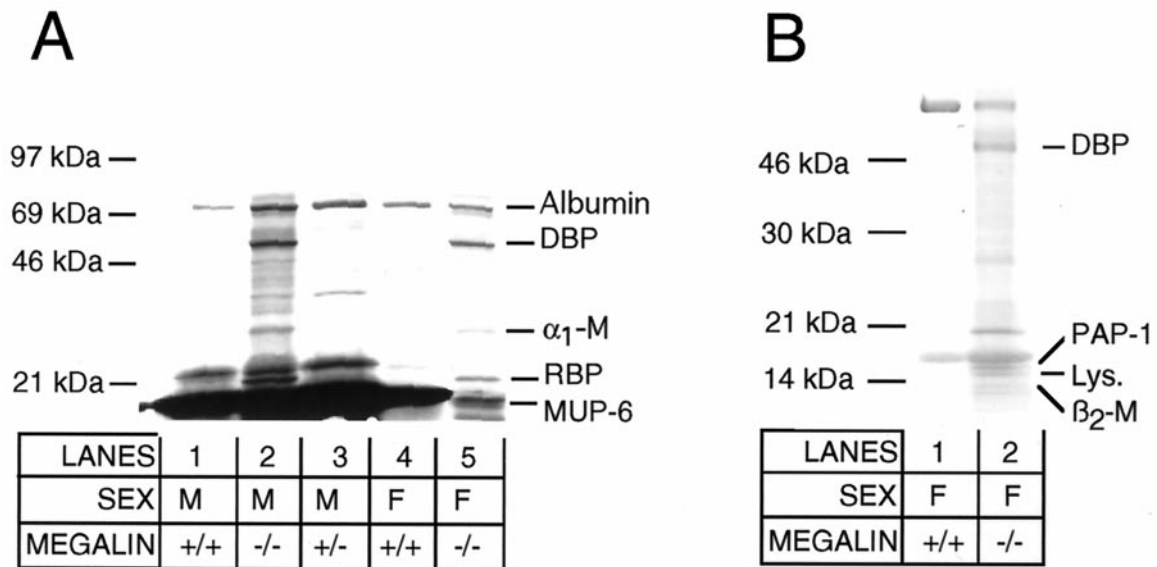 A
97 kDa
69 kDa
46 kDa
21 kDa
Albumin
DBP
α1-M
RBP
MUP-6
LANES 1 2 3 4 5
SEX M M M F F
MEGALIN +/+ -/- +/- +/+ -/-
B
46 kDa
30 kDa
21 kDa
14 kDa
DBP
PAP-1
Lys.
ß2-M
LANES 1 2
SEX F F
MEGALIN +/+ -/-